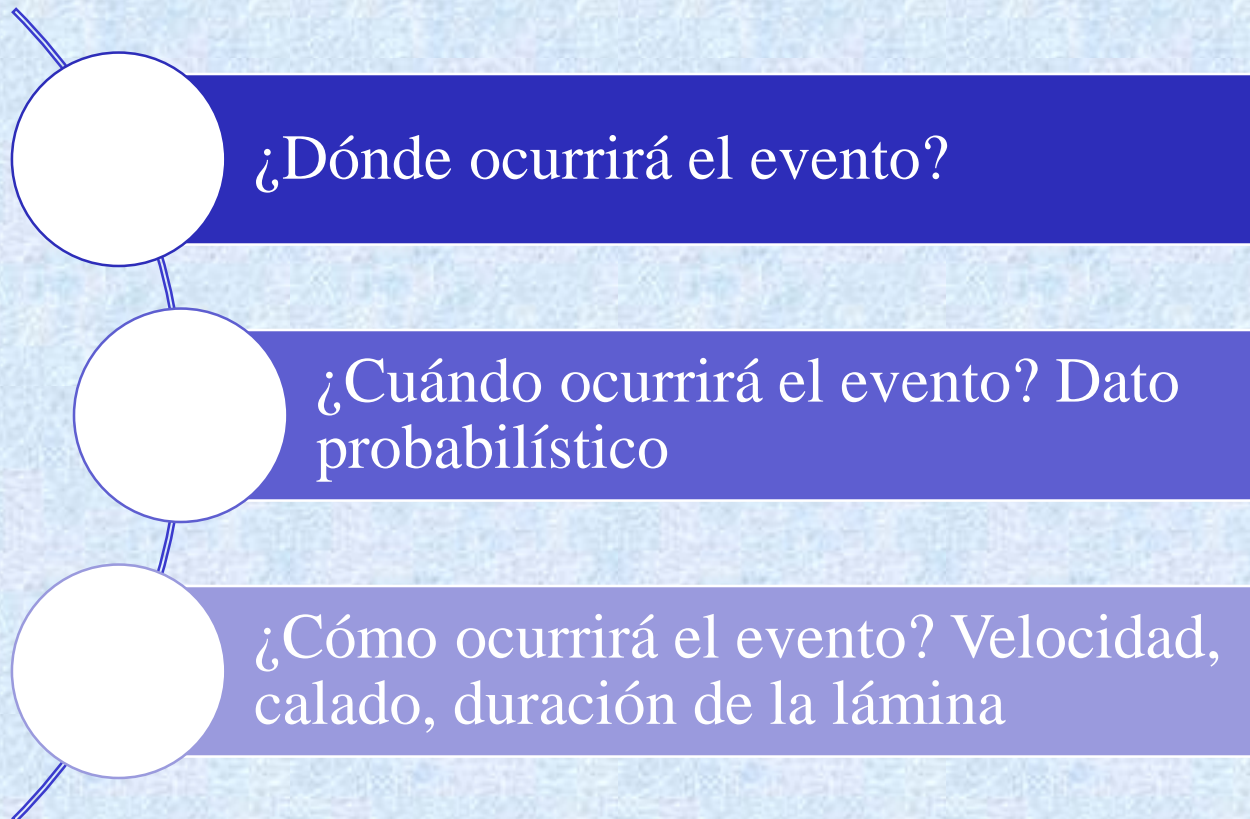 ¿Dónde ocurrirá el evento?
¿Cuándo ocurrirá el evento? Dato
probabilístico
¿Cómo ocurrirá el evento? Velocidad,
calado, duración de la lámina